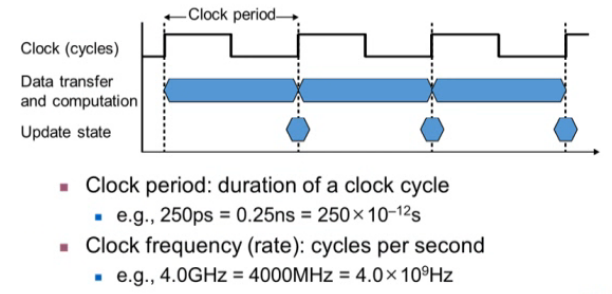 Clock period
Clock (cycles)
Data transfer
and computation
Update state
Clock period: duration of a clock cycle
e.g., 250ps = 0.25ns = 250×10⁻¹²s
Clock frequency (rate): cycles per second
e.g., 4.0GHz = 4000MHz = 4.0×10⁹Hz